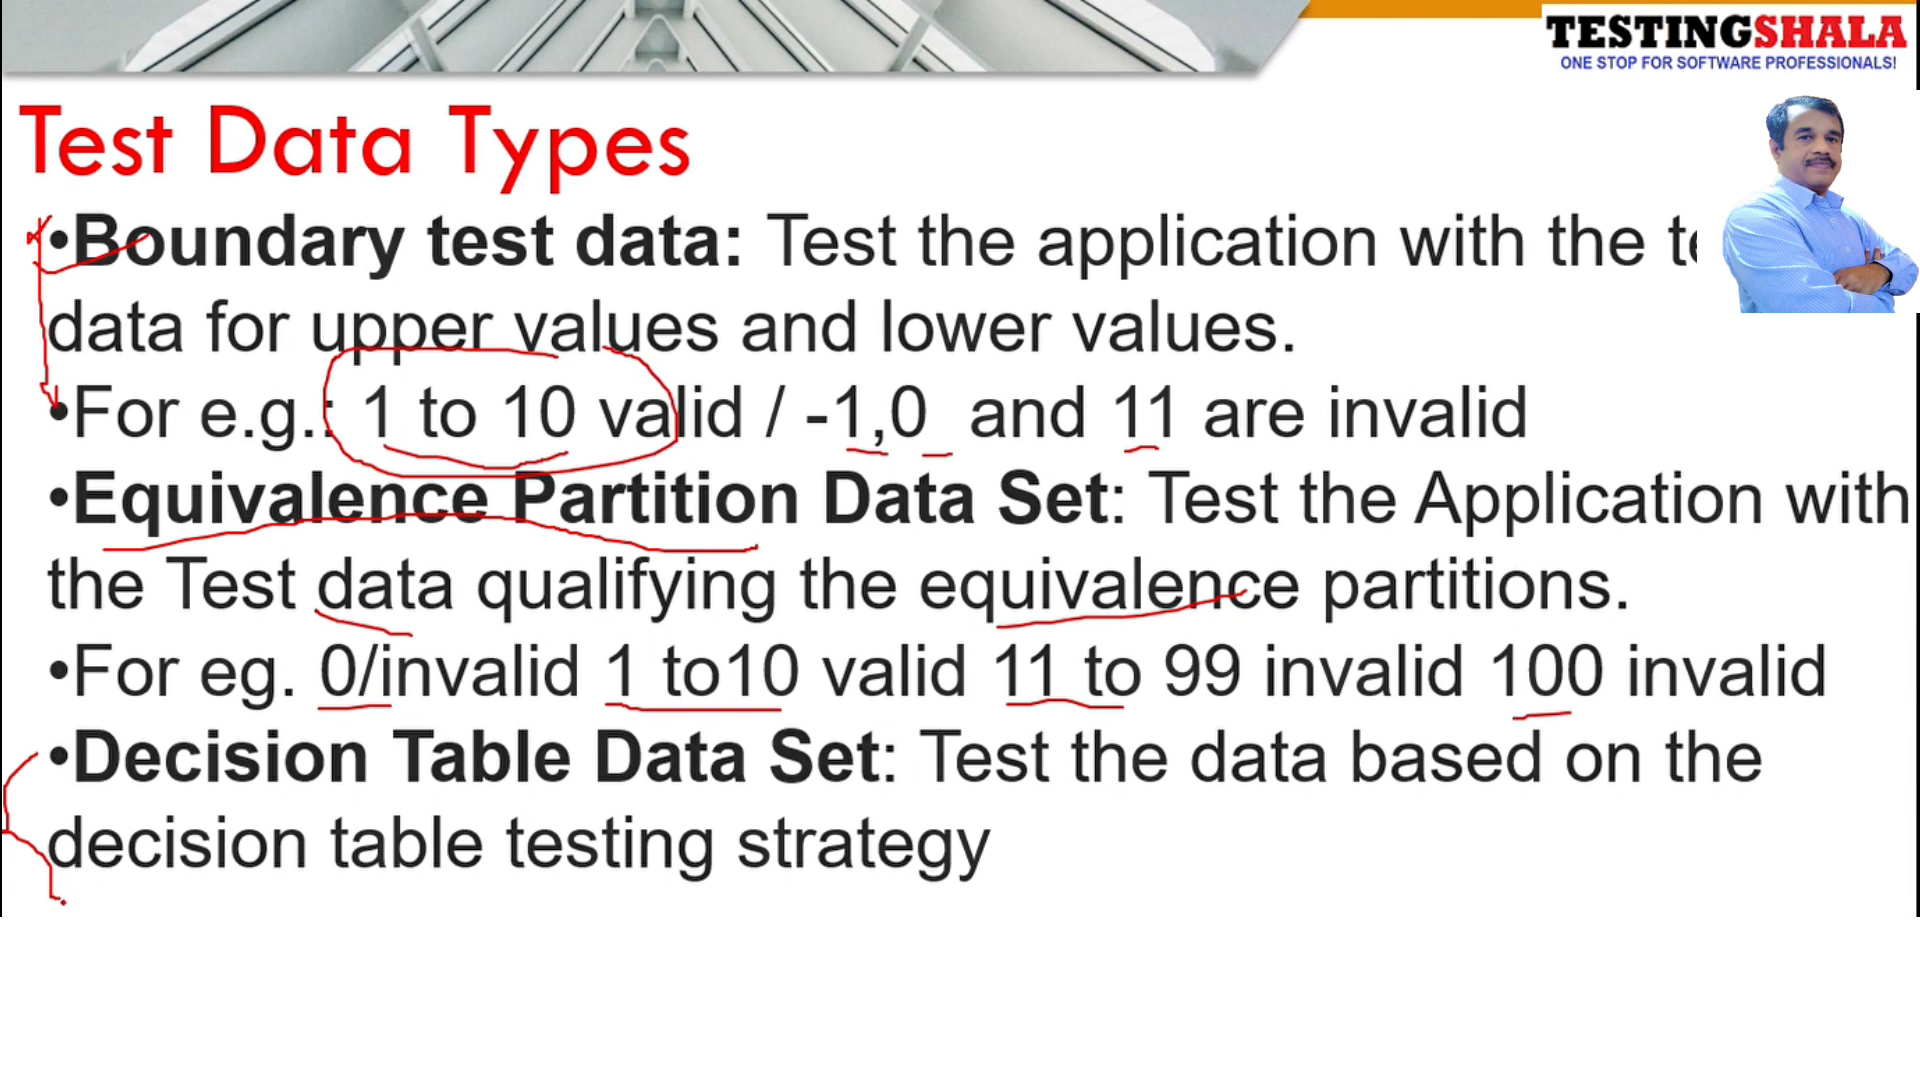 TESTINGSHALA
ONE STOP FOR SOFTWARE PROFESSIONALS!
Test Data Types
•Boundary test data: Test the application with the
data for upper values and lower values.
•For e.g.: 1 to 10 valid / -1,0 and 11 are invalid
•Equivalence Partition Data Set: Test the Application with
the Test data qualifying the equivalence partitions.
•For eg. 0/invalid 1 to10 valid 11 to 99 invalid 100 invalid
•Decision Table Data Set: Test the data based on the
decision table testing strategy